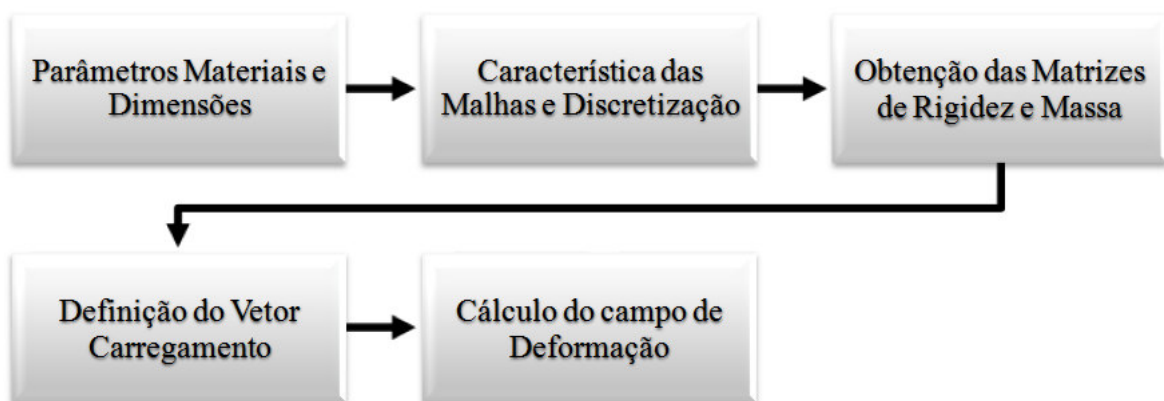 Parâmetros Materiais e
Dimensões
Característica das
Malhas e Discretização
Obtenção das Matrizes
de Rigidez e Massa
Definição do Vetor
Carregamento
Cálculo do campo de
Deformação